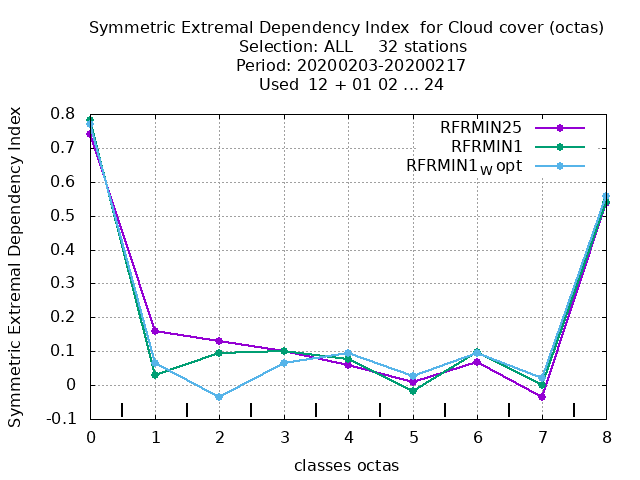 Symmetric Extremal Dependency Index  for Cloud cover (octas)
Selection: ALL     32 stations
Period: 20200203-20200217
Used  12 + 01 02 ... 24
Symmetric Extremal Dependency Index
0.8
0.7
0.6
0.5
0.4
0.3
0.2
0.1
0
-0.1
RFRMIN25
RFRMIN1
RFRMIN1W opt
0 1 2 3 4 5 6 7 8
classes octas